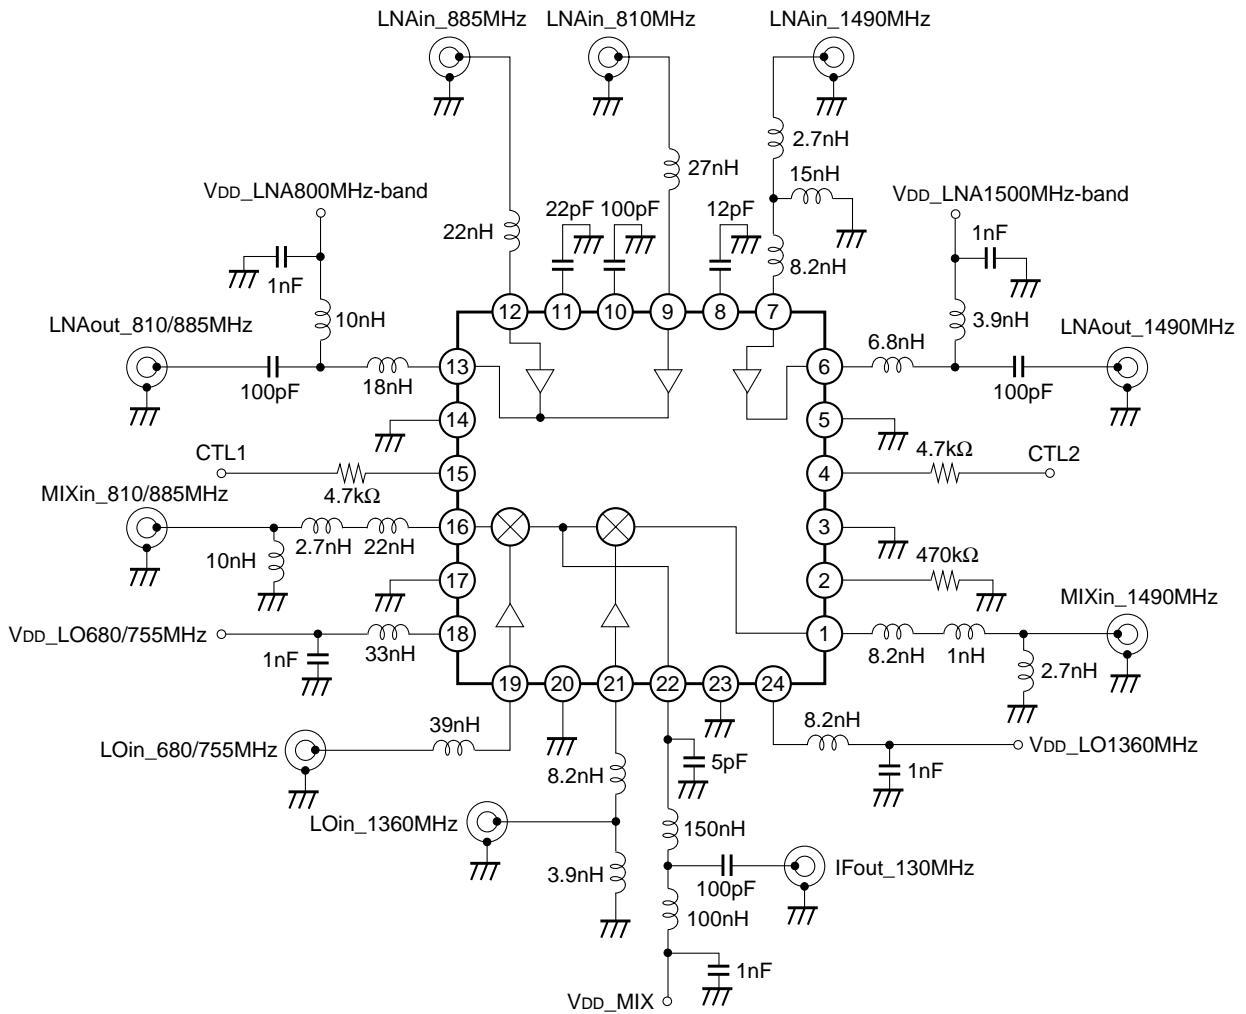 LNAin_885MHz LNAin_810MHz LNAin_1490MHz
2.7nH
27nH
15nH
VDD_LNA800MHz-band
VDD_LNA1500MHz-band
22pF 100pF 12pF
22nH
1nF
8.2nH
1nF
12 11 10 9 8 7
10nH
3.9nH
LNAout_810/885MHz
LNAout_1490MHz
6.8nH
13
6
18nH
100pF
100pF
14
5
CTL1
4.7kΩ
CTL2
15
4
4.7kΩ
MIXin_810/885MHz
16
3
2.7nH 22nH
10nH
470kΩ
17
2
MIXin_1490MHz
VDD_LO680/755MHz
18
1
1nF
33nH
8.2nH 1nH
2.7nH
19 20 21 22 23 24
39nH
8.2nH
LOin_680/755MHz
VDD_LO1360MHz
5pF
8.2nH
1nF
LOin_1360MHz
150nH
3.9nH
IFout_130MHz
100pF
100nH
1nF
VDD_MIX